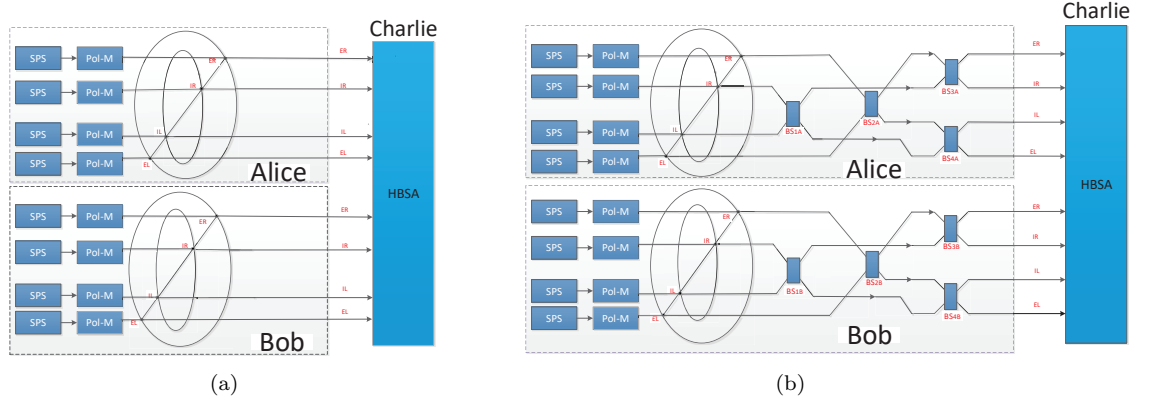 Charlie
SPS Pol-M ER ER
SPS Pol-M IR IR
SPS Pol-M IL IL
SPS Pol-M EL EL
Alice
HBSA
SPS Pol-M ER ER
SPS Pol-M IR IR
SPS Pol-M IL IL
SPS Pol-M EL EL
Bob
(a)
Charlie
SPS Pol-M ER ER
SPS Pol-M IR BS3A IR
BS1A BS2A
SPS Pol-M IL IL
SPS Pol-M EL BS4A EL
Alice
HBSA
SPS Pol-M ER ER
SPS Pol-M IR BS3B IR
BS1B BS2B
SPS Pol-M IL IL
SPS Pol-M EL BS4B EL
Bob
(b)